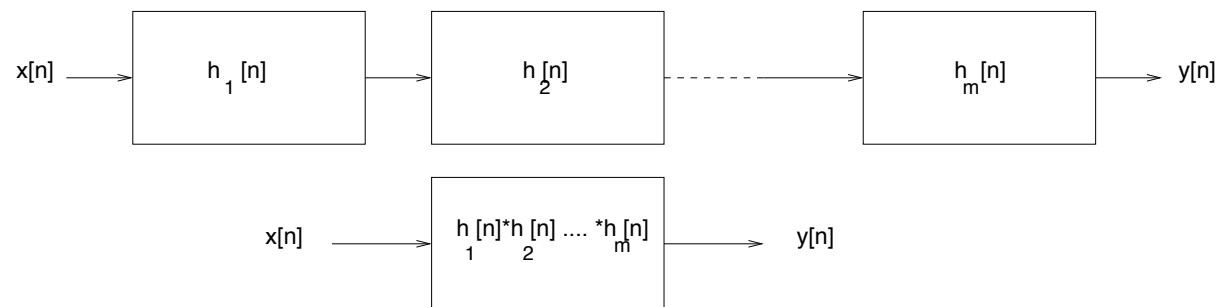 x[n] h₁[n] h₂[n] hₘ[n] y[n]
x[n] h₁[n]*h₂[n] .... *hₘ[n] y[n]